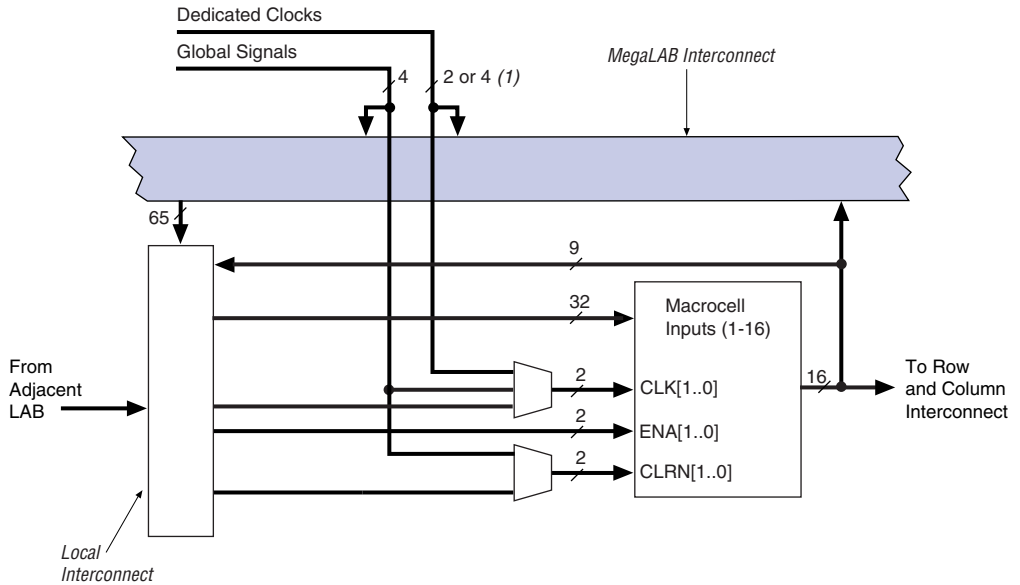 Dedicated Clocks
Global Signals
MegaLAB Interconnect
4
2 or 4 (1)
65
9
32
Macrocell
Inputs (1-16)
From
Adjacent
LAB
2
CLK[1..0]
16
To Row
and Column
Interconnect
2
ENA[1..0]
2
CLRN[1..0]
Local
Interconnect